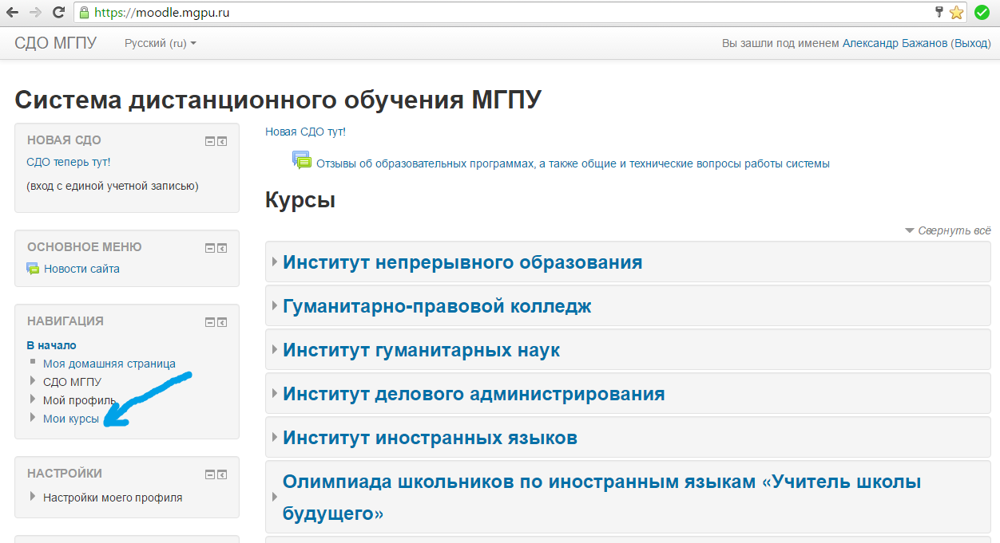 https://moodle.mgpu.ru
СДО МГПУ Русский (ru) Вы зашли под именем Александр Бажанов (Выход)
Система дистанционного обучения МГПУ
НОВАЯ СДО
СДО теперь тут!
(вход с единой учетной записью)
ОСНОВНОЕ МЕНЮ
Новости сайта
НАВИГАЦИЯ
В начало
Моя домашняя страница
СДО МГПУ
Мой профиль
Мои курсы
НАСТРОЙКИ
Настройки моего профиля
Новая СДО тут!
Отзывы об образовательных программах, а также общие и технические вопросы работы системы
Курсы
Свернуть всё
Институт непрерывного образования
Гуманитарно-правовой колледж
Институт гуманитарных наук
Институт делового администрирования
Институт иностранных языков
Олимпиада школьников по иностранным языкам «Учитель школы
будущего»